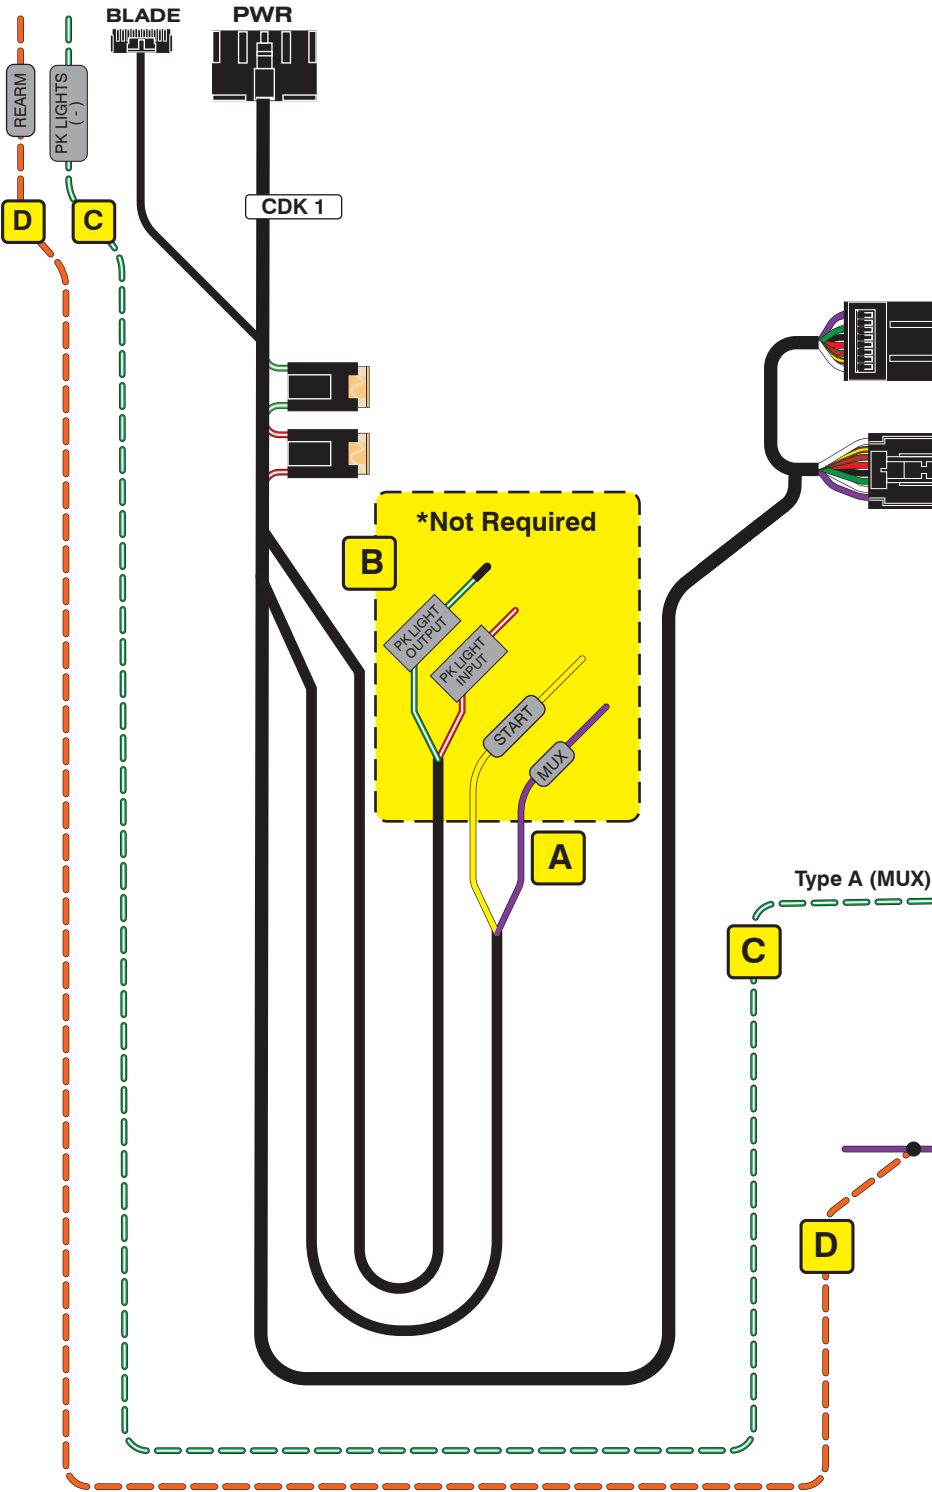 BLADE
PWR
REARM
PK LIGHTS
( - )
D
C
CDK 1
*Not Required
B
PK LIGHT
OUTPUT
PK LIGHT
INPUT
START
MUX
A
Type A (MUX)
C
D